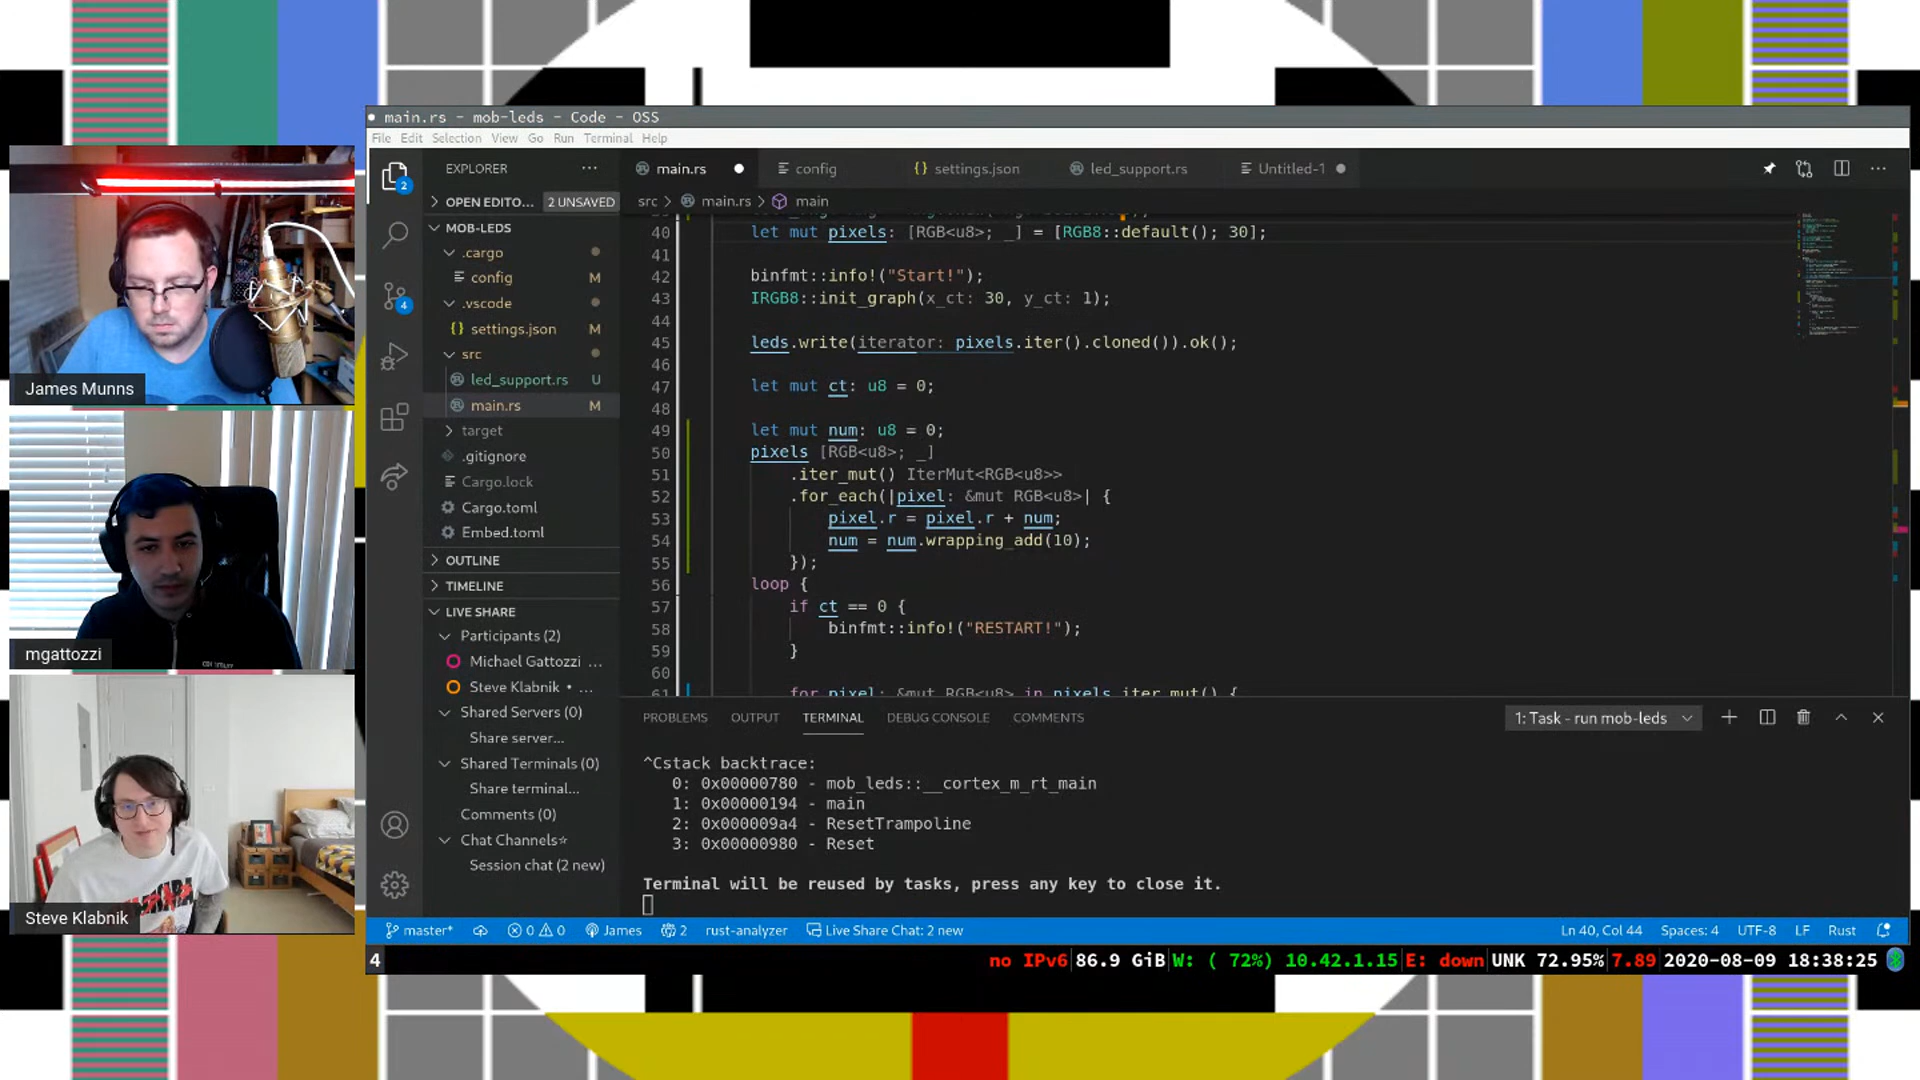 main.rs - mob-leds - Code - OSS
File Edit Selection View Go Run Terminal Help
EXPLORER
main.rs
config
{} settings.json
led_support.rs
Untitled-1
2
OPEN EDITO... 2 UNSAVED
src > main.rs > main
MOB-LEDS
.cargo
config M
.vscode
{} settings.json M
src
led_support.rs U
main.rs M
target
.gitignore
Cargo.lock
Cargo.toml
Embed.toml
OUTLINE
TIMELINE
LIVE SHARE
Participants (2)
Michael Gattozzi ...
Steve Klabnik • ...
Shared Servers (0)
Share server...
Shared Terminals (0)
Share terminal...
Comments (0)
Chat Channels☆
Session chat (2 new)
4
40 let mut pixels: [RGB<u8>; _] = [RGB8::default(); 30];
41
42 binfmt::info!("Start!");
43 IRGB8::init_graph(x_ct: 30, y_ct: 1);
44
45 leds.write(iterator: pixels.iter().cloned()).ok();
46
47 let mut ct: u8 = 0;
48
49 let mut num: u8 = 0;
50 pixels [RGB<u8>; _]
51 .iter_mut() IterMut<RGB<u8>>
52 .for_each(|pixel: &mut RGB<u8>| {
53 pixel.r = pixel.r + num;
54 num = num.wrapping_add(10);
55 });
56 loop {
57 if ct == 0 {
58 binfmt::info!("RESTART!");
59 }
60
61 for pixel: &mut RGB<u8> in pixels.iter_mut() {
PROBLEMS OUTPUT TERMINAL DEBUG CONSOLE COMMENTS
1: Task - run mob-leds
^Cstack backtrace:
0: 0x00000780 - mob_leds::__cortex_m_rt_main
1: 0x00000194 - main
2: 0x000009a4 - ResetTrampoline
3: 0x00000980 - Reset
Terminal will be reused by tasks, press any key to close it.
master* 0 0 James 2 rust-analyzer Live Share Chat: 2 new
Ln 40, Col 44 Spaces: 4 UTF-8 LF Rust
4
no IPv6|86.9 GiB|W: ( 72%) 10.42.1.15|E: down|UNK 72.95%|7.89|2020-08-09 18:38:25
James Munns
mgattozzi
Steve Klabnik